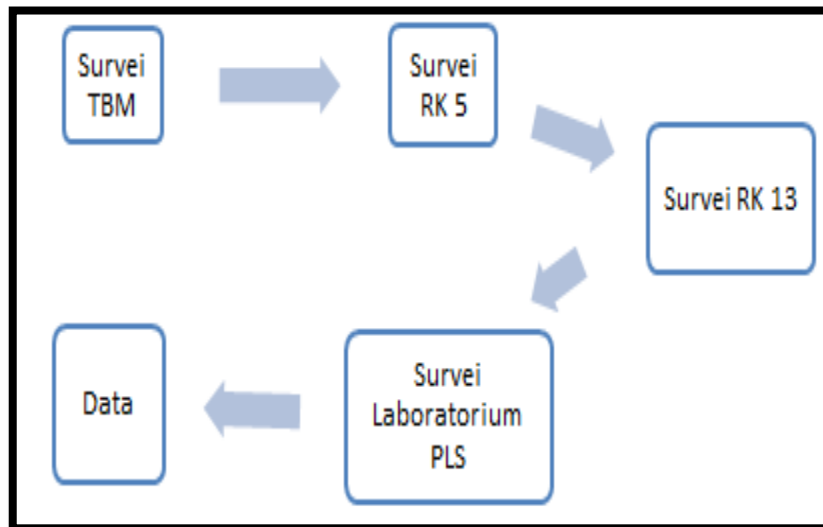 Survei
TBM
Survei
RK 5
Survei RK 13
Survei
Laboratorium
PLS
Data